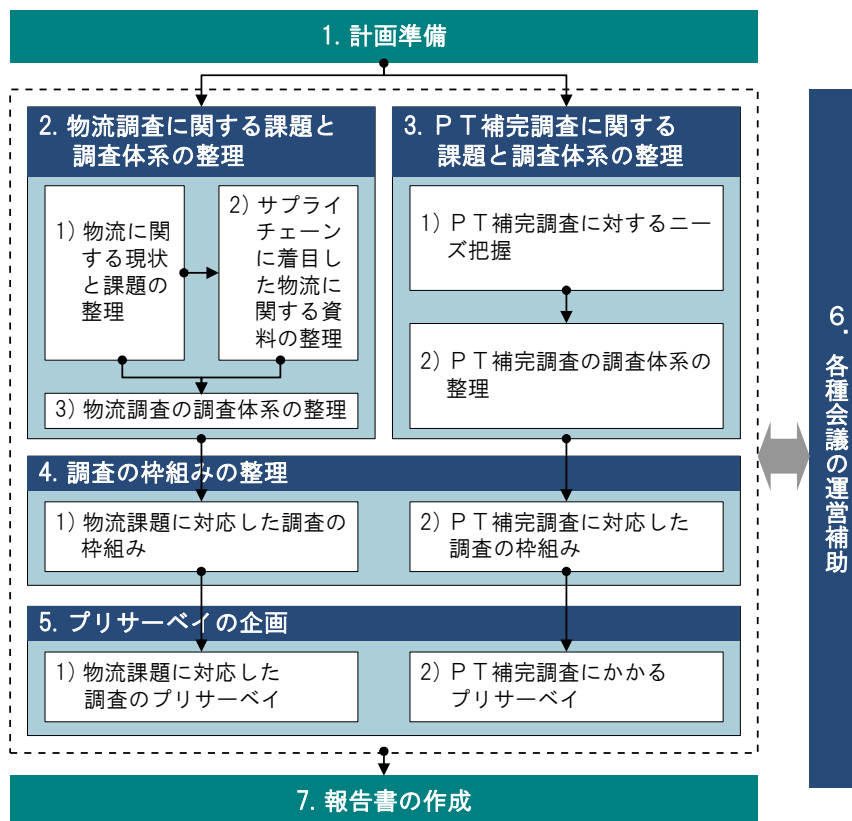 1. 計画準備
2. 物流調査に関する課題と
調査体系の整理
1) 物流に関
する現状
と課題の
整理
2) サプライ
チェーン
に着目し
た物流に
関する資
料の整理
3) 物流調査の調査体系の整理
3. ＰＴ補完調査に関する
課題と調査体系の整理
1) ＰＴ補完調査に対するニー
ズ把握
2) ＰＴ補完調査の調査体系の
整理
4. 調査の枠組みの整理
1) 物流課題に対応した調査の
枠組み
2) ＰＴ補完調査に対応した
調査の枠組み
5. プリサーベイの企画
1) 物流課題に対応した
調査のプリサーベイ
2) ＰＴ補完調査にかかる
プリサーベイ
6. 各種会議の運営補助
7. 報告書の作成